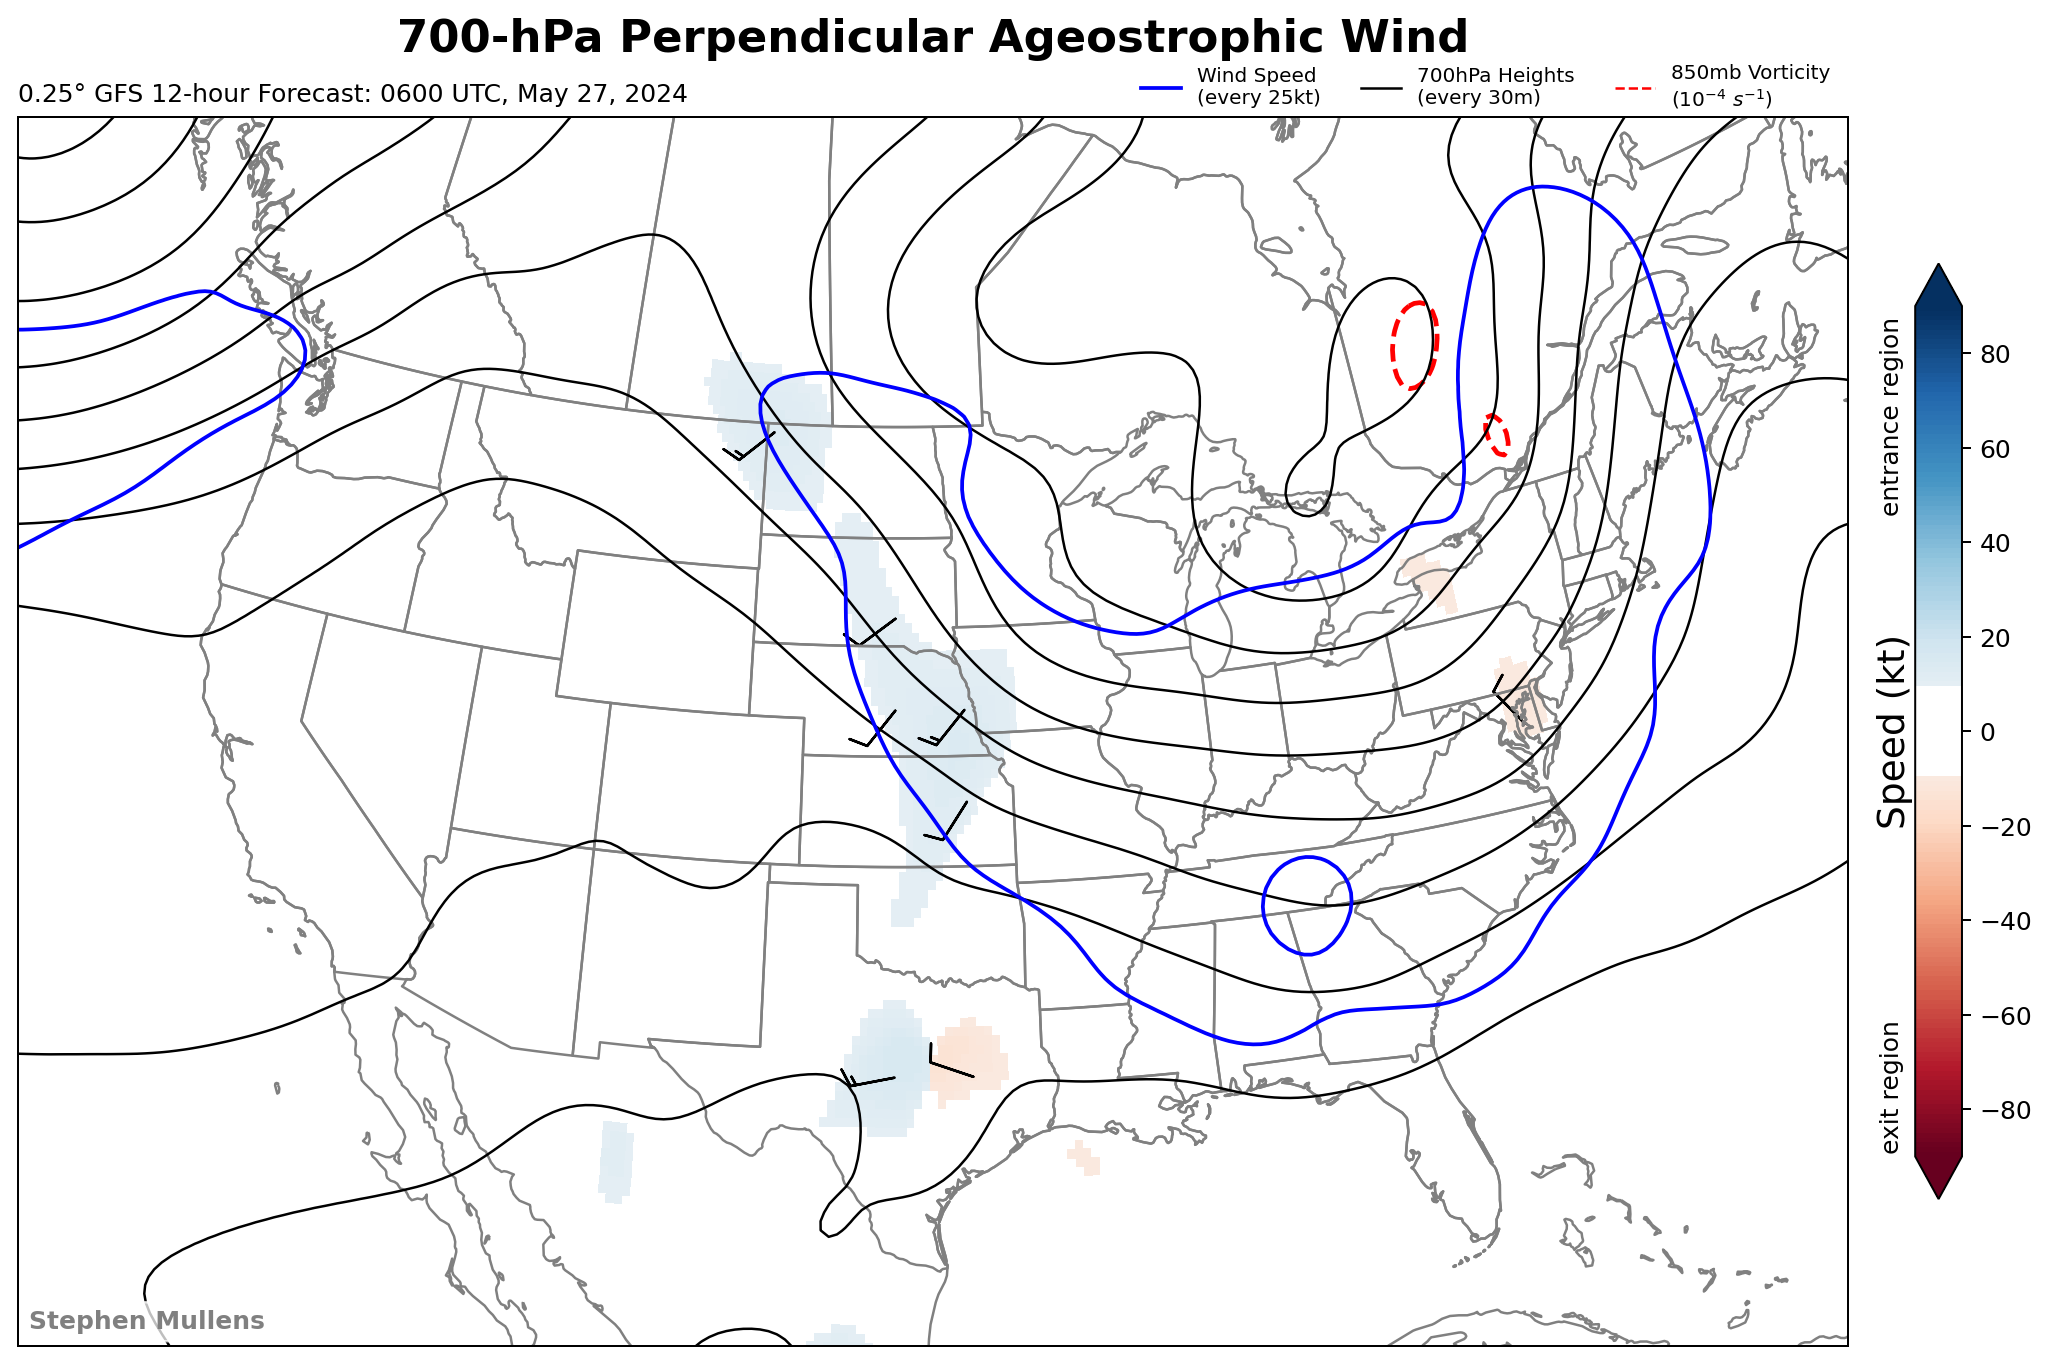 700-hPa Perpendicular Ageostrophic Wind
0.25° GFS 12-hour Forecast: 0600 UTC, May 27, 2024
Wind Speed
(every 25kt)
700hPa Heights
(every 30m)
850mb Vorticity
(10⁻⁴ s⁻¹)
entrance region
Speed (kt)
exit region
80
60
40
20
0
−20
−40
−60
−80
Stephen Mullens